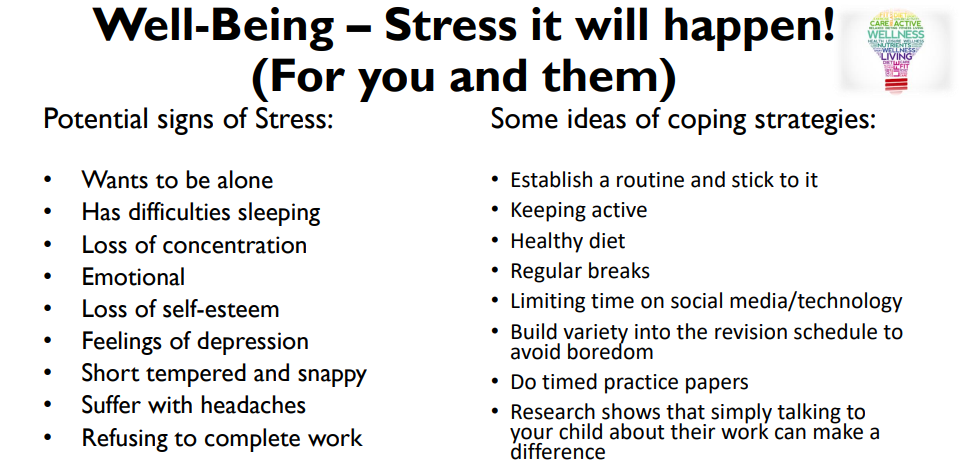 Well-Being – Stress it will happen!
(For you and them)
CARE ACTIVE
WELLNESS
NUTRIENTS
WELLNESS
LIVING
Potential signs of Stress:
• Wants to be alone
• Has difficulties sleeping
• Loss of concentration
• Emotional
• Loss of self-esteem
• Feelings of depression
• Short tempered and snappy
• Suffer with headaches
• Refusing to complete work
Some ideas of coping strategies:
• Establish a routine and stick to it
• Keeping active
• Healthy diet
• Regular breaks
• Limiting time on social media/technology
• Build variety into the revision schedule to
avoid boredom
• Do timed practice papers
• Research shows that simply talking to
your child about their work can make a
difference